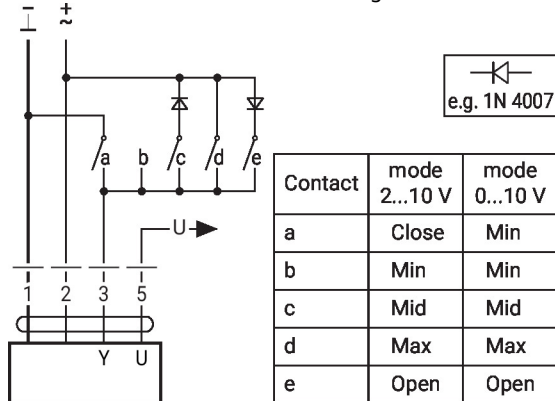 − +
⊥ ~
e.g. 1N 4007
a b c d e
U
1 2 3 5
Y U
Contact mode 2...10 V mode 0...10 V
a Close Min
b Min Min
c Mid Mid
d Max Max
e Open Open